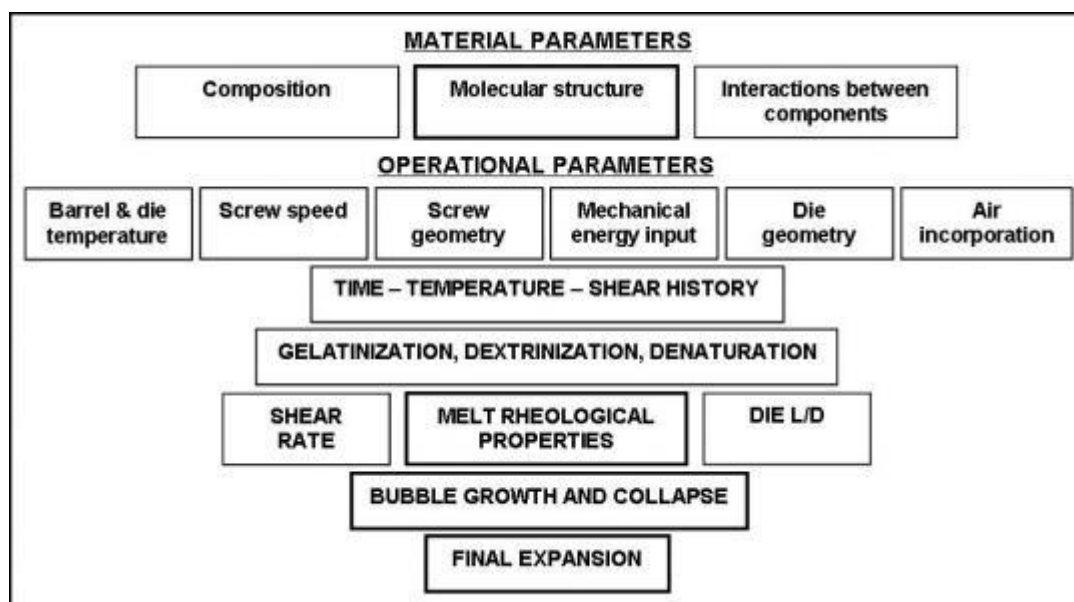 MATERIAL PARAMETERS
Composition
Molecular structure
Interactions between
components
OPERATIONAL PARAMETERS
Barrel & die
temperature
Screw speed
Screw
geometry
Mechanical
energy input
Die
geometry
Air
incorporation
TIME – TEMPERATURE – SHEAR HISTORY
GELATINIZATION, DEXTRINIZATION, DENATURATION
SHEAR
RATE
MELT RHEOLOGICAL
PROPERTIES
DIE L/D
BUBBLE GROWTH AND COLLAPSE
FINAL EXPANSION